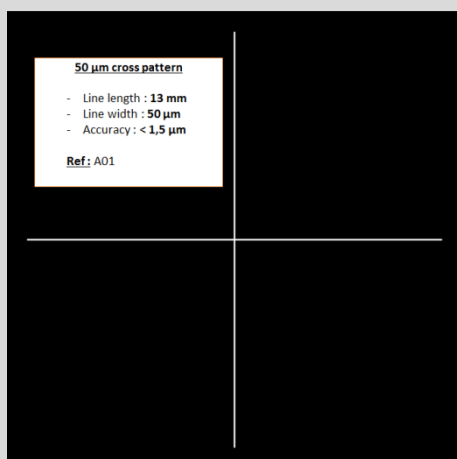 50 µm cross pattern
- Line length : 13 mm
- Line width : 50 µm
- Accuracy : < 1,5 µm
Ref : A01